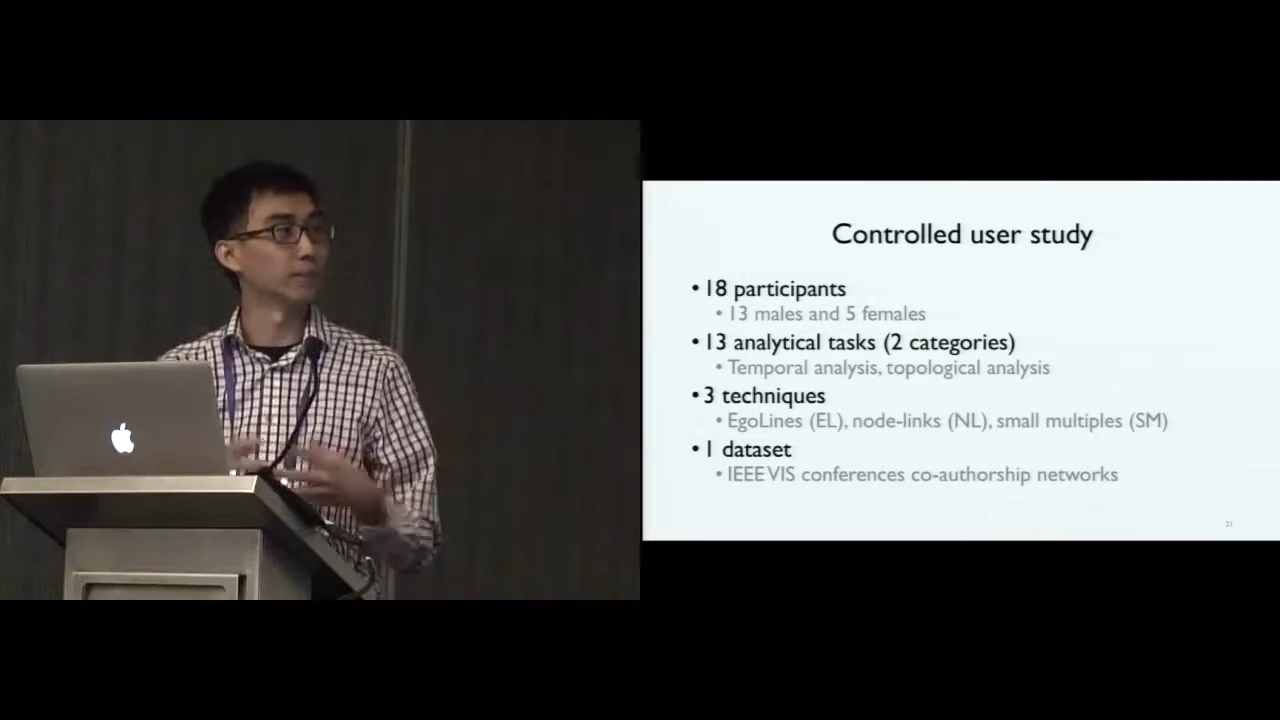 Controlled user study
• 18 participants
• 13 males and 5 females
• 13 analytical tasks (2 categories)
• Temporal analysis, topological analysis
• 3 techniques
• EgoLines (EL), node-links (NL), small multiples (SM)
• 1 dataset
• IEEE VIS conferences co-authorship networks
21